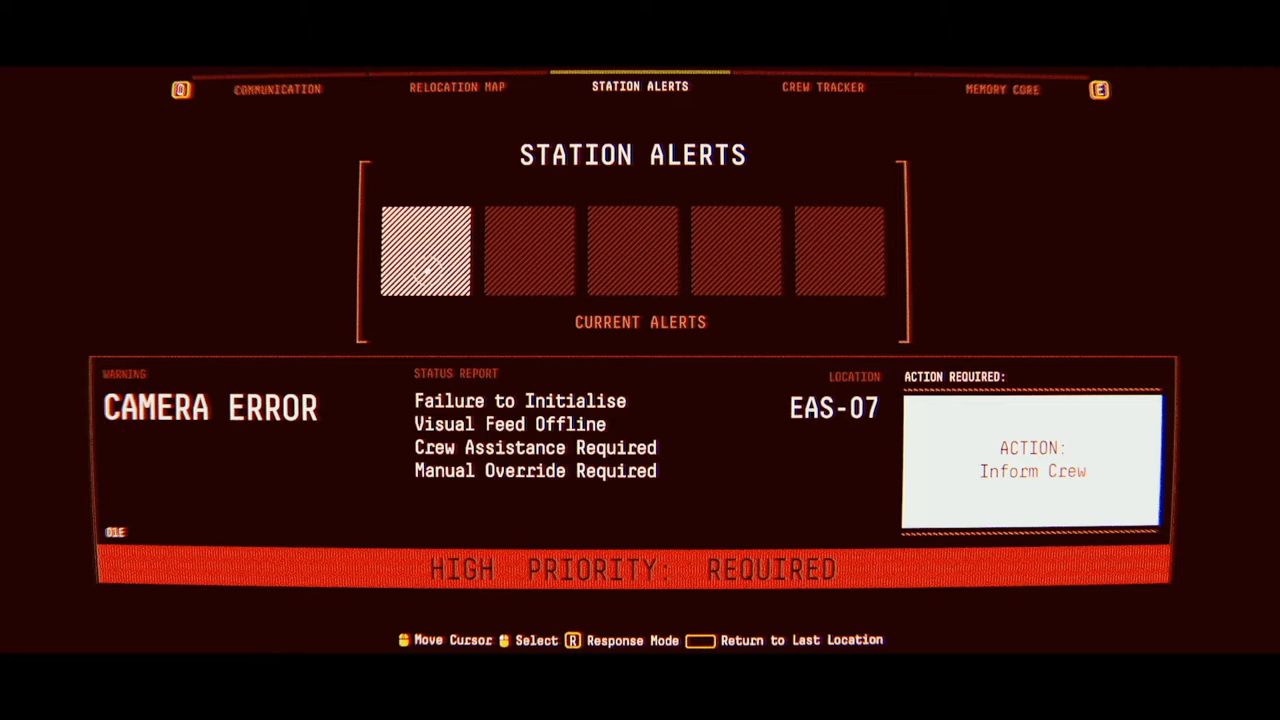 Q COMMUNICATION RELOCATION MAP STATION ALERTS CREW TRACKER MEMORY CORE E
STATION ALERTS
CURRENT ALERTS
WARNING
CAMERA ERROR
01E
STATUS REPORT
Failure to Initialise
Visual Feed Offline
Crew Assistance Required
Manual Override Required
LOCATION
EAS-07
ACTION REQUIRED:
ACTION:
Inform Crew
HIGH PRIORITY: REQUIRED
Move Cursor Select R Response Mode Return to Last Location